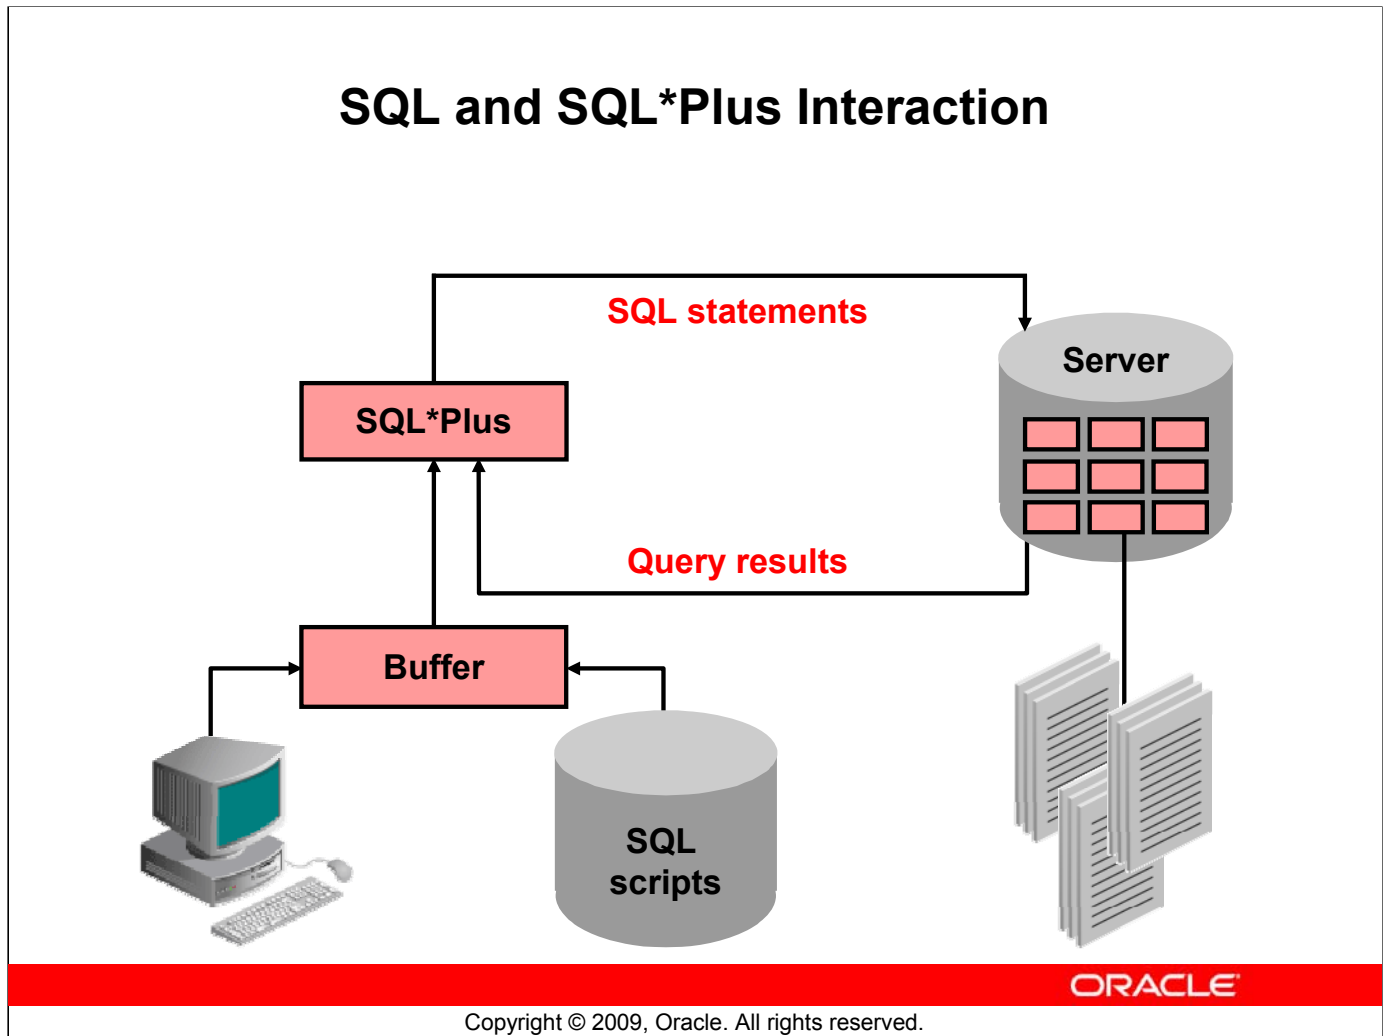 SQL and SQL*Plus Interaction
SQL statements
Server
SQL*Plus
Query results
Buffer
SQL
scripts
ORACLE
Copyright © 2009, Oracle. All rights reserved.